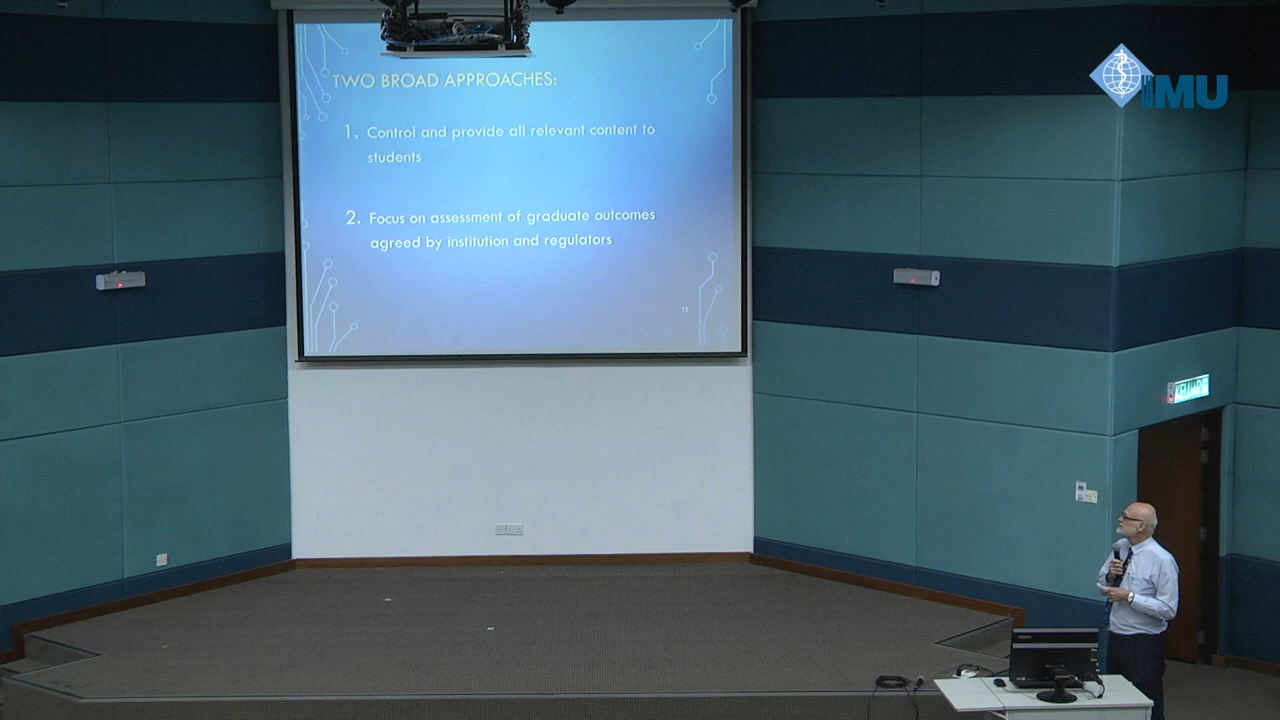 TWO BROAD APPROACHES:
1. Control and provide all relevant content to
students
2. Focus on assessment of graduate outcomes
agreed by institution and regulators
IMU
KELUAR